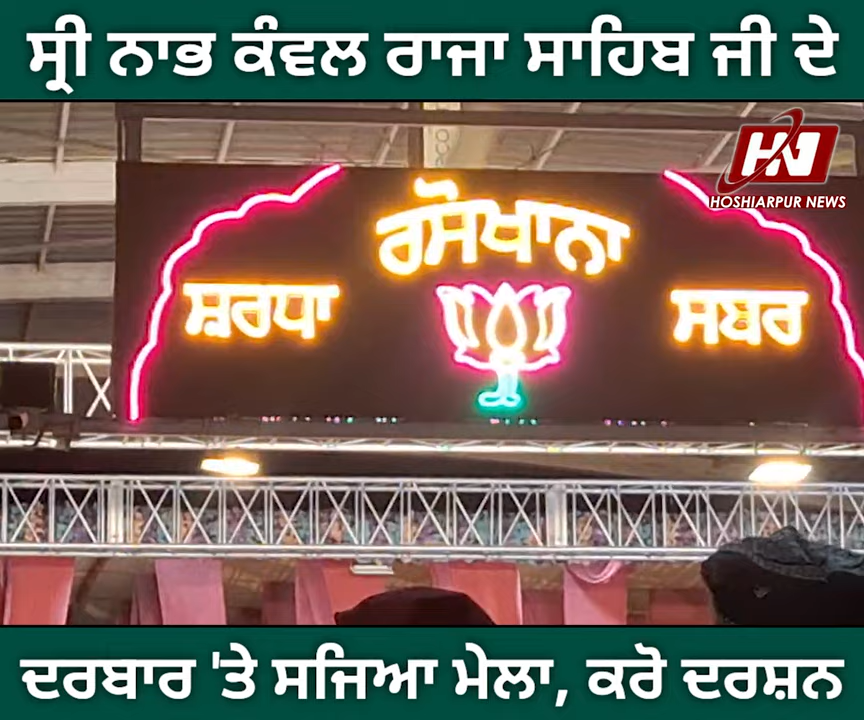 ਸ੍ਰੀ ਨਾਭ ਕੰਵਲ ਰਾਜਾ ਸਾਹਿਬ ਜੀ ਦੇ
HN
HOSHIARPUR NEWS
ਰਸੋਖਾਨਾ
ਸ਼ਰਧਾ
ਸਬਰ
ਦਰਬਾਰ 'ਤੇ ਸਜਿਆ ਮੇਲਾ, ਕਰੋ ਦਰਸ਼ਨ